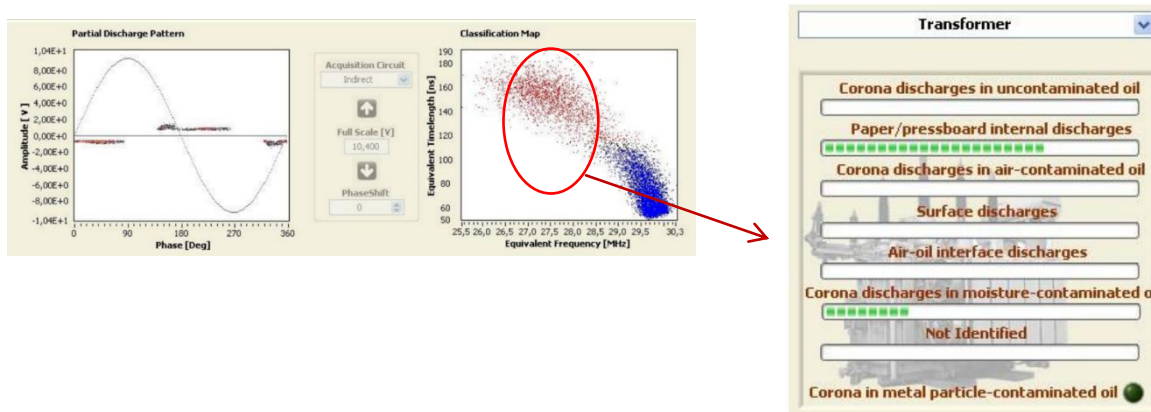 Partial Discharge Pattern
1,04E+1
8,00E+0
6,00E+0
4,00E+0
2,00E+0
0,00E+0
-2,00E+0
-4,00E+0
-6,00E+0
-8,00E+0
-1,04E+1
Amplitude [ V ]
0 90 180 270 360
Phase [Deg]
Acquisition Circuit
Indirect
Full Scale [V]
10,400
PhaseShift
0
Classification Map
190
180
160
140
120
100
80
60
50
Equivalent Timelength [ns]
25,5 26,0 26,5 27,0 27,5 28,0 28,5 29,0 29,5 30,3
Equivalent Frequency [MHz]
Transformer
Corona discharges in uncontaminated oil
Paper/pressboard internal discharges
Corona discharges in air-contaminated oil
Surface discharges
Air-oil interface discharges
Corona discharges in moisture-contaminated o
Not Identified
Corona in metal particle-contaminated oil